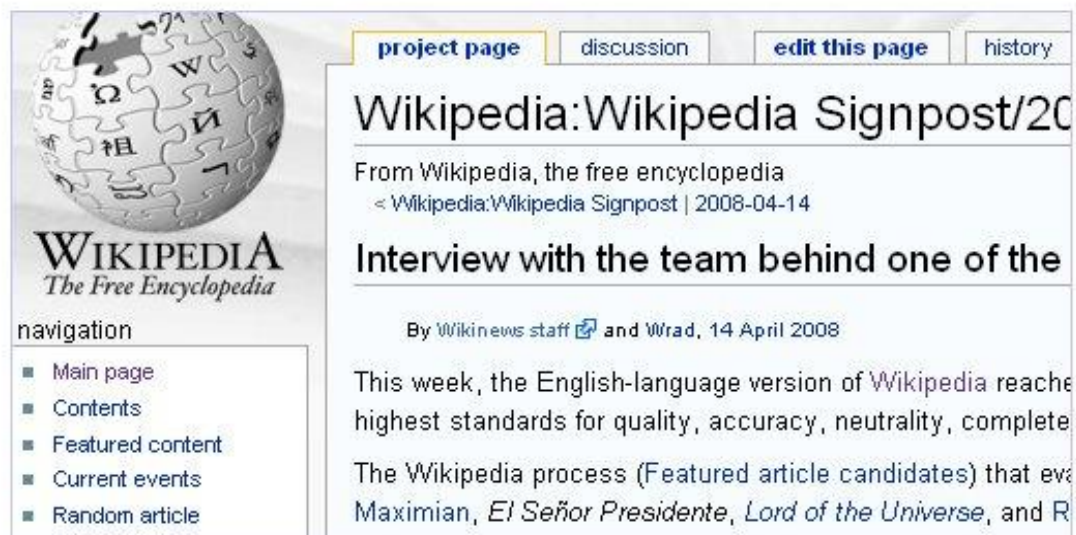 project page discussion edit this page history
Wikipedia:Wikipedia Signpost/20
From Wikipedia, the free encyclopedia
< Wikipedia:Wikipedia Signpost | 2008-04-14
Interview with the team behind one of the
By Wikinews staff and Wrad, 14 April 2008
This week, the English-language version of Wikipedia reache
highest standards for quality, accuracy, neutrality, complete
The Wikipedia process (Featured article candidates) that eva
Maximian, El Señor Presidente, Lord of the Universe, and R
Ω
W
И
祖
7
WIKIPEDIA
The Free Encyclopedia
navigation
Main page
Contents
Featured content
Current events
Random article